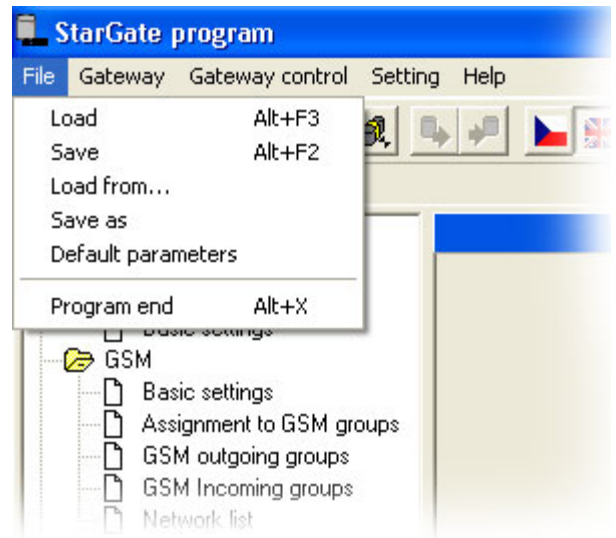 StarGate program
File Gateway Gateway control Setting Help
Load Alt+F3
Save Alt+F2
Load from...
Save as
Default parameters
Program end Alt+X
Basic settings
GSM
Basic settings
Assignment to GSM groups
GSM outgoing groups
GSM Incoming groups
Network list